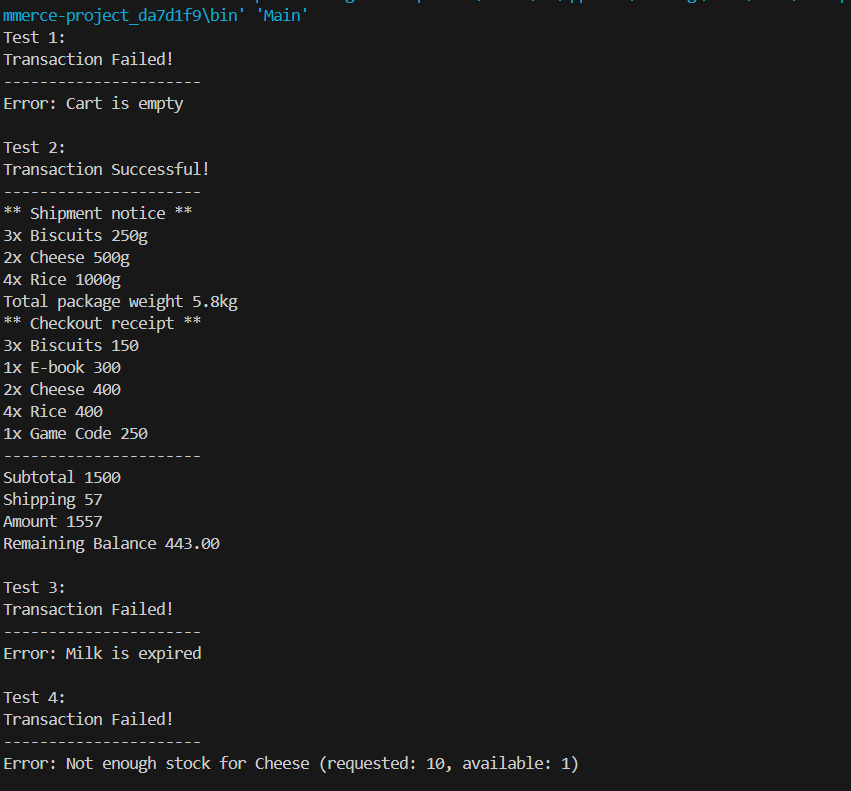 mmerce-project_da7d1f9\bin' 'Main'
Test 1:
Transaction Failed!
----------------------
Error: Cart is empty
Test 2:
Transaction Successful!
----------------------
** Shipment notice **
3x Biscuits 250g
2x Cheese 500g
4x Rice 1000g
Total package weight 5.8kg
** Checkout receipt **
3x Biscuits 150
1x E-book 300
2x Cheese 400
4x Rice 400
1x Game Code 250
----------------------
Subtotal 1500
Shipping 57
Amount 1557
Remaining Balance 443.00
Test 3:
Transaction Failed!
----------------------
Error: Milk is expired
Test 4:
Transaction Failed!
----------------------
Error: Not enough stock for Cheese (requested: 10, available: 1)